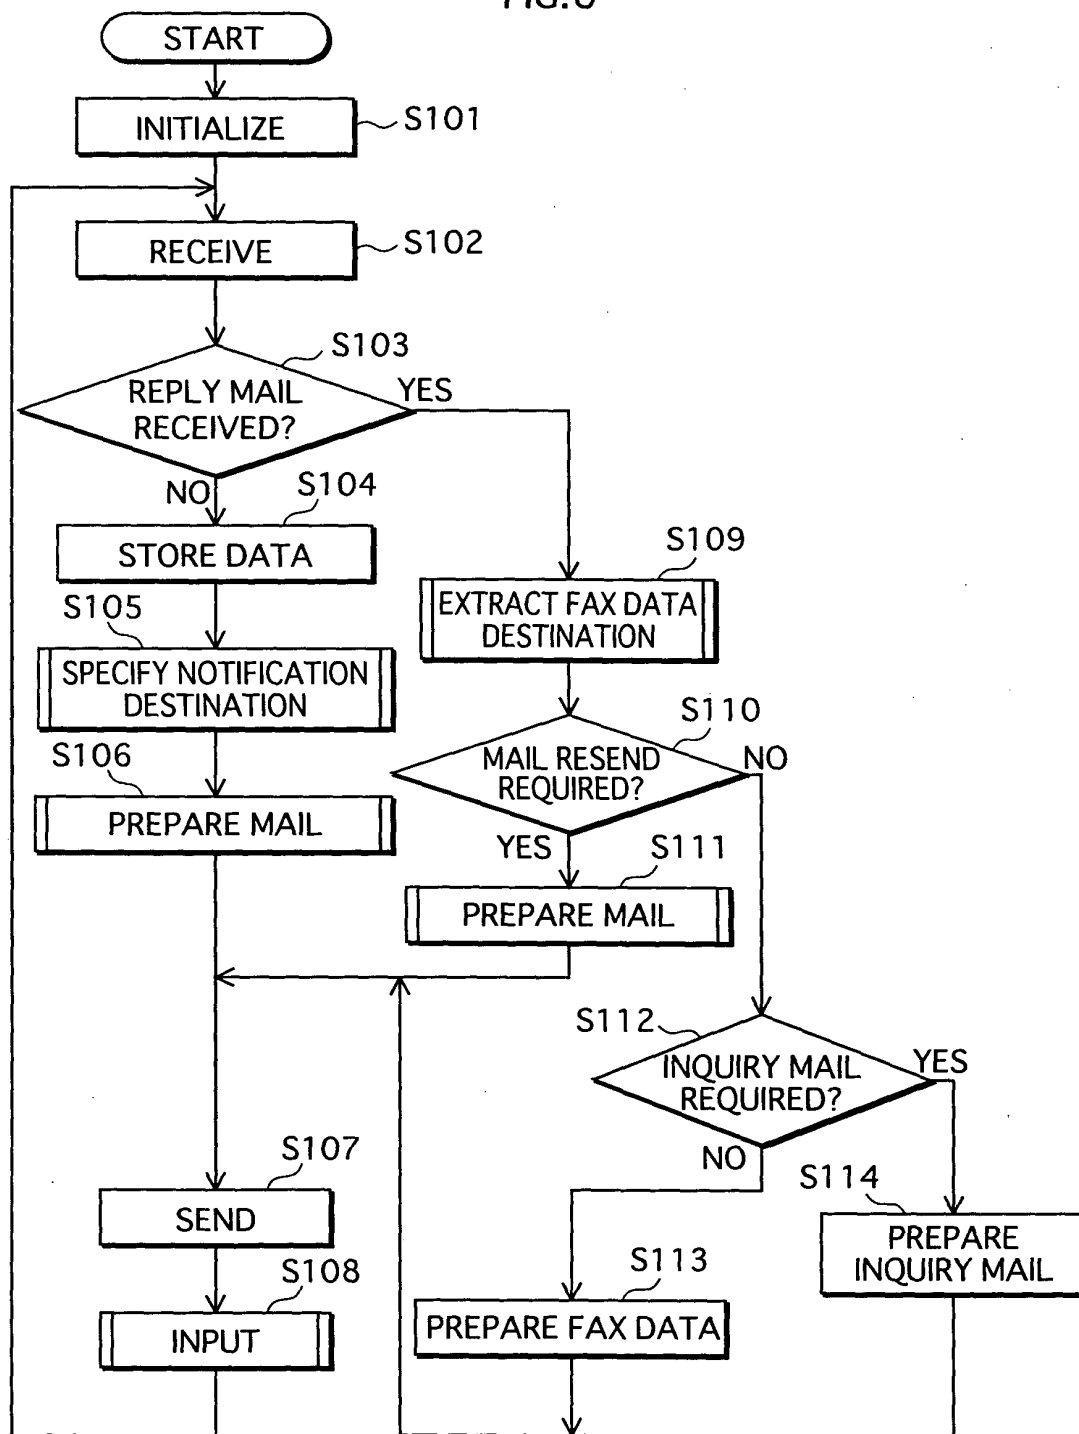 START
INITIALIZE
S101
RECEIVE
S102
S103
REPLY MAIL
RECEIVED?
YES
NO
S104
STORE DATA
S105
SPECIFY NOTIFICATION
DESTINATION
S106
PREPARE MAIL
S109
EXTRACT FAX DATA
DESTINATION
S110
MAIL RESEND
REQUIRED?
NO
YES
S111
PREPARE MAIL
S112
INQUIRY MAIL
REQUIRED?
YES
NO
S107
SEND
S108
INPUT
S113
PREPARE FAX DATA
S114
PREPARE
INQUIRY MAIL